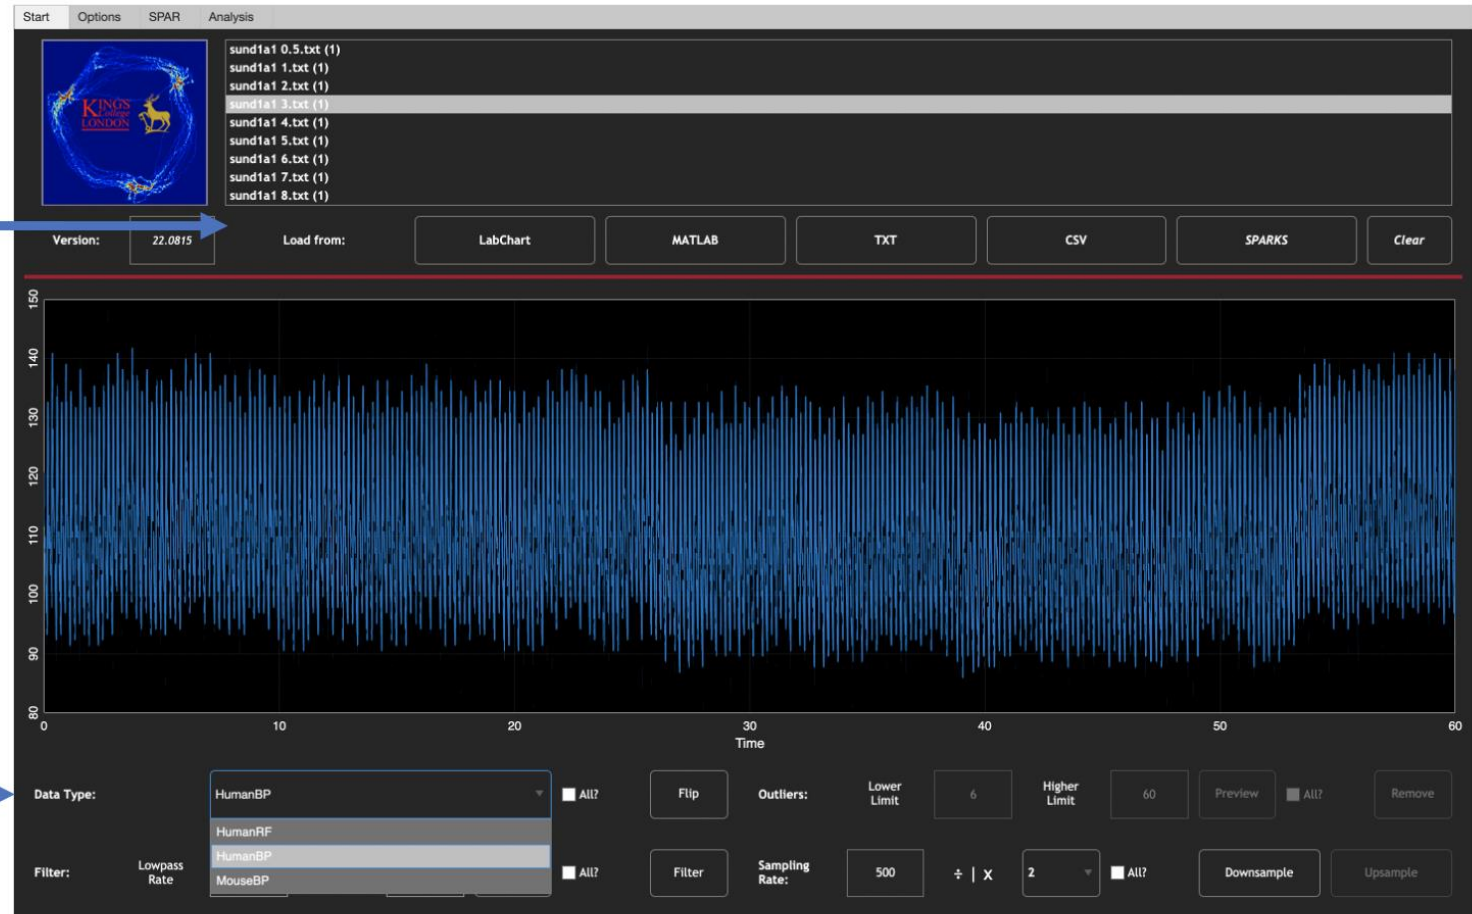 Start Options SPAR Analysis
KING'S
College
LONDON
sund1a1 0.5.txt (1)
sund1a1 1.txt (1)
sund1a1 2.txt (1)
sund1a1 3.txt (1)
sund1a1 4.txt (1)
sund1a1 5.txt (1)
sund1a1 6.txt (1)
sund1a1 7.txt (1)
sund1a1 8.txt (1)
Version: 22.0815 Load from: LabChart MATLAB TXT CSV SPARKS Clear
150
140
130
120
110
100
90
80
0 10 20 30 40 50 60
Time
Data Type: HumanBP All? Flip Outliers: Lower Limit 6 Higher Limit 60 Preview All? Remove
HumanRF
HumanBP
MouseBP
Filter: Lowpass Rate All? Filter Sampling Rate: 500 ÷ | x 2 All? Downsample Upsample